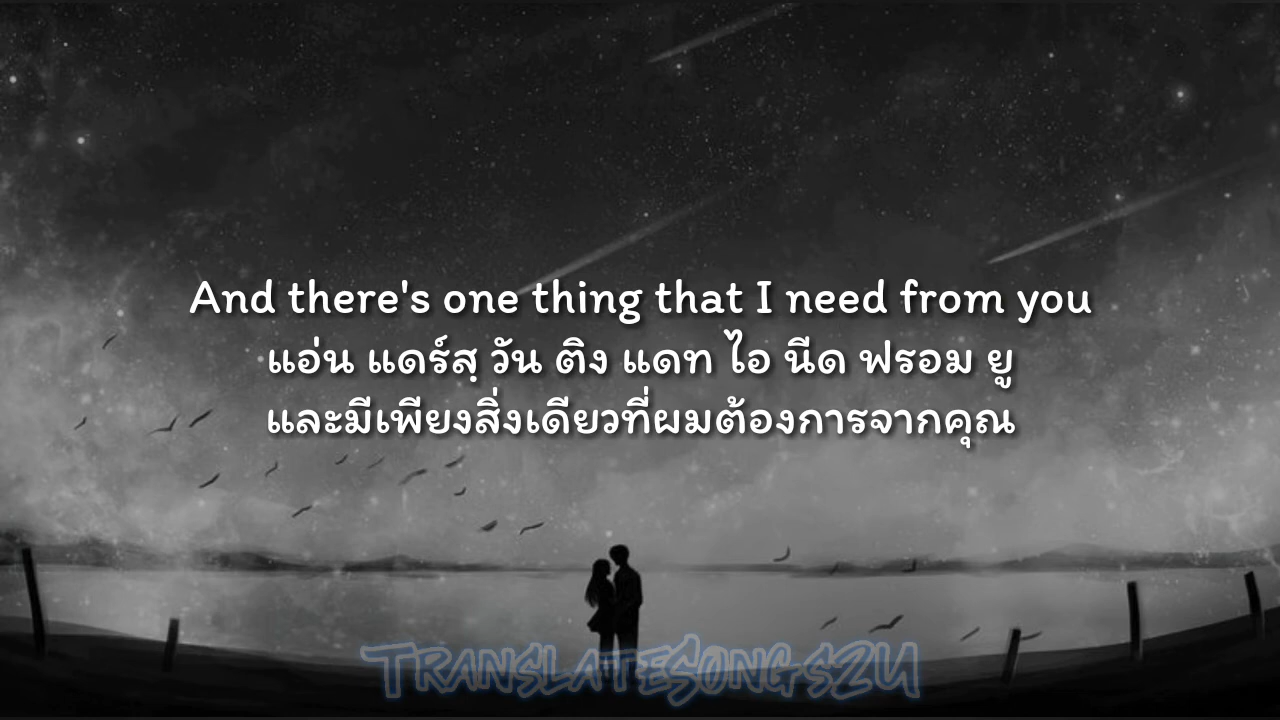 And there's one thing that I need from you
แอ่น แดร์สฺ วัน ติง แดท ไอ นีด ฟรอม ยู
และมีเพียงสิ่งเดียวที่ผมต้องการจากคุณ
TRANSLATESONGS2U